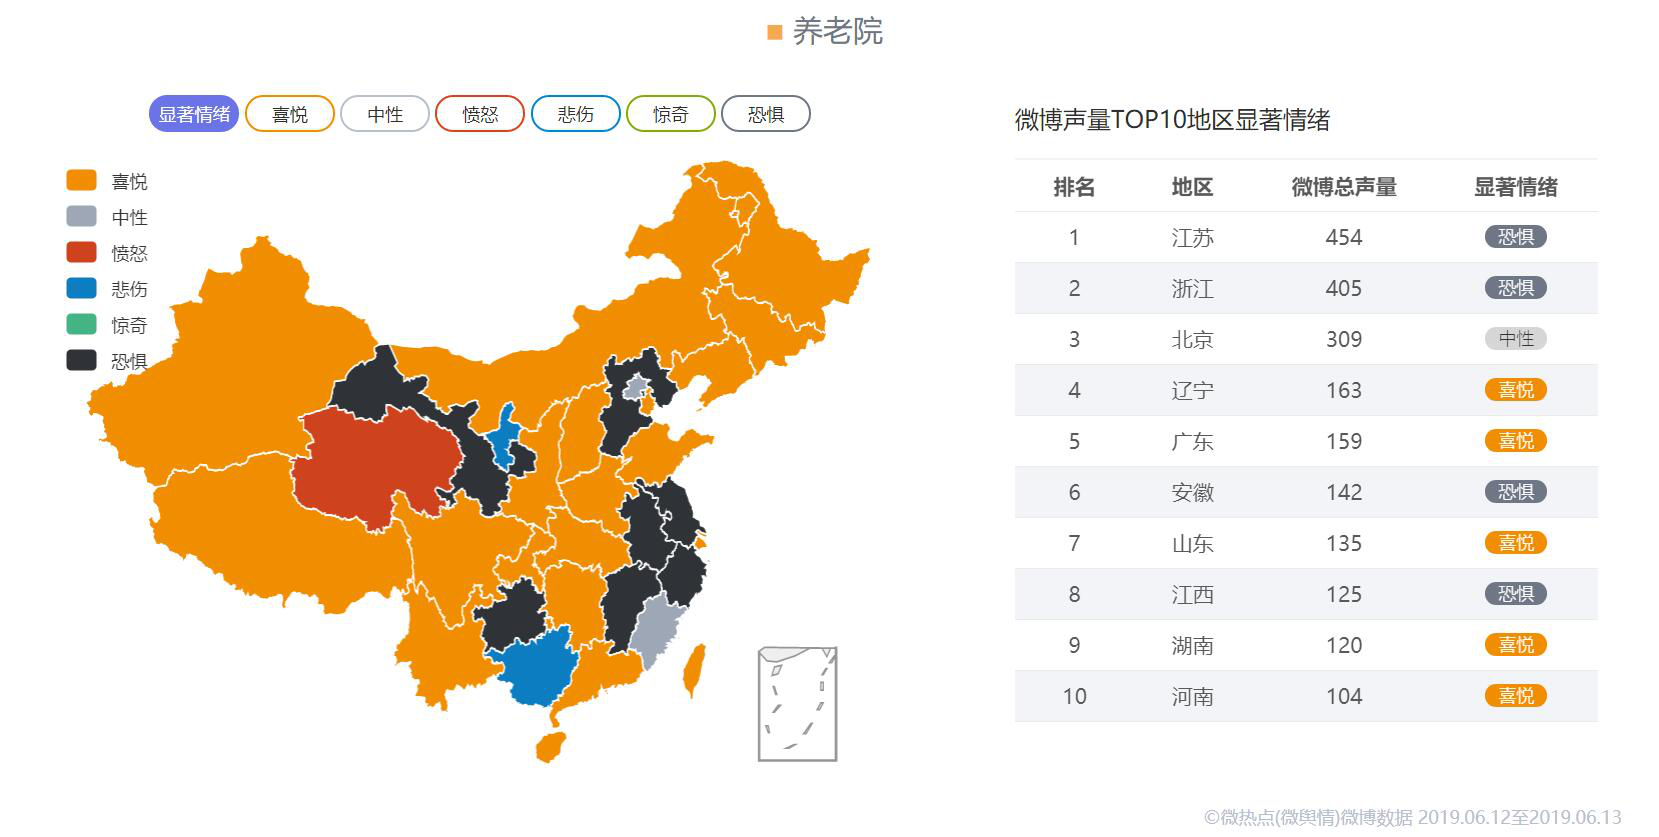 养老院
显著情绪 喜悦 中性 愤怒 悲伤 惊奇 恐惧
喜悦
中性
愤怒
悲伤
惊奇
恐惧
微博声量TOP10地区显著情绪
排名 地区 微博总声量 显著情绪
1 江苏 454 恐惧
2 浙江 405 恐惧
3 北京 309 中性
4 辽宁 163 喜悦
5 广东 159 喜悦
6 安徽 142 恐惧
7 山东 135 喜悦
8 江西 125 恐惧
9 湖南 120 喜悦
10 河南 104 喜悦
©微热点(微舆情)微博数据 2019.06.12至2019.06.13